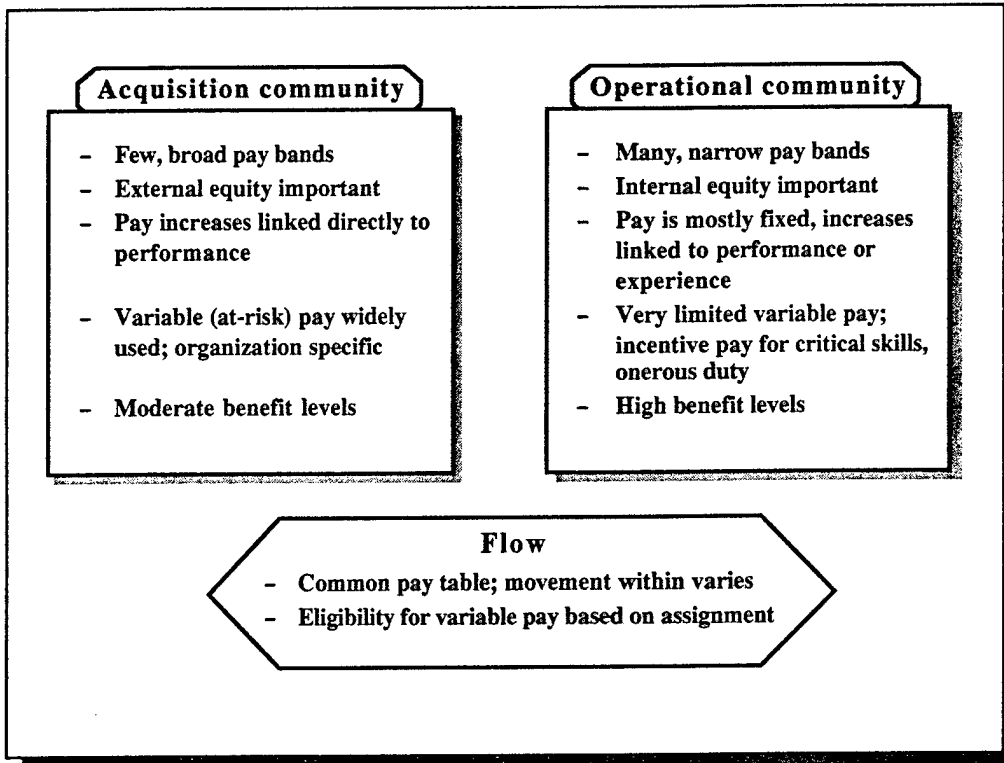 Acquisition community
– Few, broad pay bands
– External equity important
– Pay increases linked directly to
performance
– Variable (at-risk) pay widely
used; organization specific
– Moderate benefit levels
Operational community
– Many, narrow pay bands
– Internal equity important
– Pay is mostly fixed, increases
linked to performance or
experience
– Very limited variable pay;
incentive pay for critical skills,
onerous duty
– High benefit levels
Flow
– Common pay table; movement within varies
– Eligibility for variable pay based on assignment